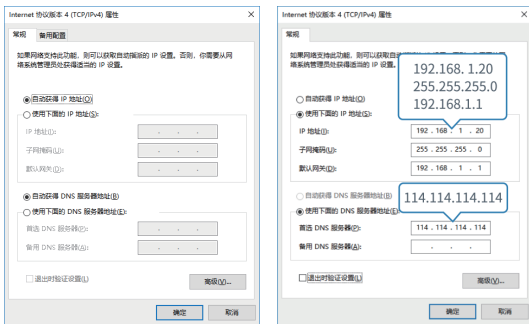 Internet 协议版本 4 (TCP/IPv4) 属性
常规 备用配置
如果网络支持此功能，则可以获取自动指派的 IP 设置。否则，你需要从网
络系统管理员处获得适当的 IP 设置。
自动获得 IP 地址(O)
使用下面的 IP 地址(S):
IP 地址(I):
子网掩码(U):
默认网关(D):
自动获得 DNS 服务器地址(B)
使用下面的 DNS 服务器地址(E):
首选 DNS 服务器(P):
备用 DNS 服务器(A):
退出时验证设置(L)
高级(V)...
确定 取消
Internet 协议版本 4 (TCP/IPv4) 属性
常规
如果网络支持此功能，则可以获取自
络系统管理员处获得适当的 IP 设置。
192.168. 1.20
255.255.255.0
192.168.1.1
自动获得 IP 地址(O)
使用下面的 IP 地址(S):
IP 地址(I): 192 . 168 . 1 . 20
子网掩码(U): 255 . 255 . 255 . 0
默认网关(D): 192 . 168 . 1 . 1
自动获得 DNS 服务器地址(B)
114.114.114.114
使用下面的 DNS 服务器地址(E):
首选 DNS 服务器(P): 114 . 114 . 114 . 114
备用 DNS 服务器(A):
退出时验证设置(L)
高级(V)...
确定 取消